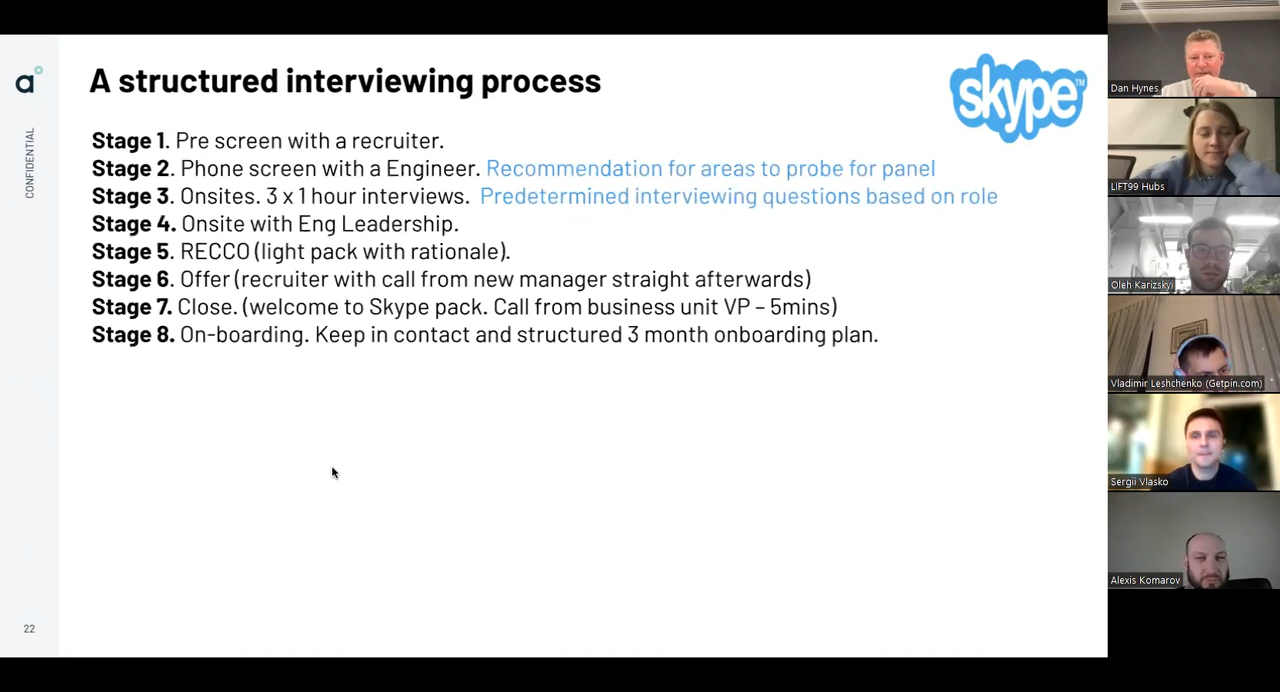 a
CONFIDENTIAL
A structured interviewing process
skype™
Stage 1. Pre screen with a recruiter.
Stage 2. Phone screen with a Engineer. Recommendation for areas to probe for panel
Stage 3. Onsites. 3 x 1 hour interviews. Predetermined interviewing questions based on role
Stage 4. Onsite with Eng Leadership.
Stage 5. RECCO (light pack with rationale).
Stage 6. Offer (recruiter with call from new manager straight afterwards)
Stage 7. Close. (welcome to Skype pack. Call from business unit VP – 5mins)
Stage 8. On-boarding. Keep in contact and structured 3 month onboarding plan.
22
Dan Hynes
LIFT99 Hubs
Oleh Karizskyi
Vladimir Leshchenko (Getpin.com)
Sergii Vlasko
Alexis Komarov